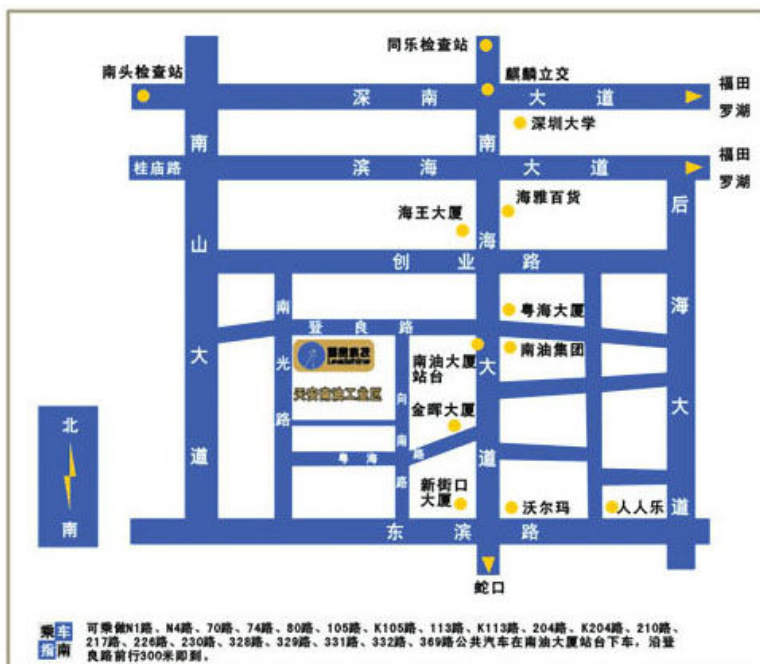 同乐检查站
南头检查站
麒麟立交
深南大道
福田
罗湖
深圳大学
桂庙路
滨海大道
福田
罗湖
南山大道
南海大道
后海大道
海雅百货
海王大厦
创业路
南光路
粤海大厦
登良路
南油大厦
站台
南油集团
天安南油工业区
向南路
金晖大厦
粤海路
新街口
大厦
沃尔玛
人人乐
东滨路
蛇口
北
南
乘车
指南
可乘做N1路、N4路、70路、74路、80路、105路、K105路、113路、K113路、204路、K204路、210路、
217路、226路、230路、328路、329路、331路、332路、369路公共汽车在南油大厦站台下车，沿登
良路前行300米即到。